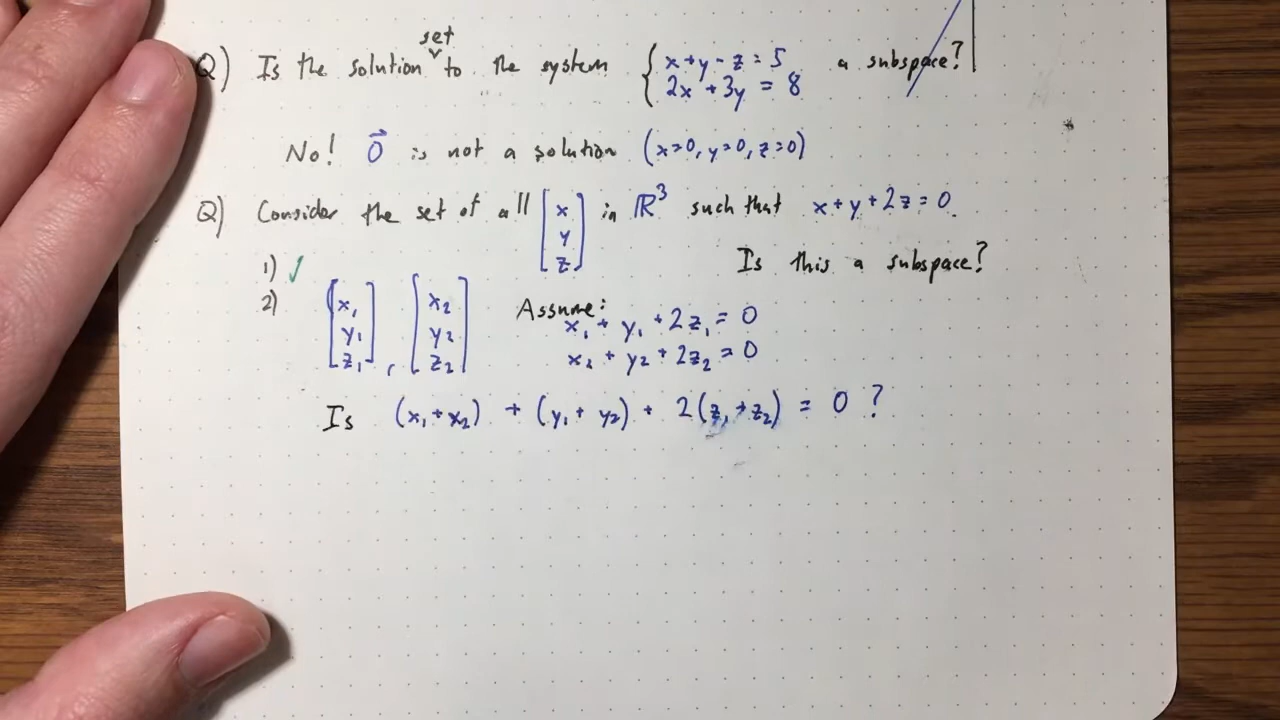 set
Q) Is the solution to the system { x + y - z = 5 a subspace?
2x + 3y = 8
No! 0⃗ is not a solution (x=0, y=0, z=0)
Q) Consider the set of all [x y z] in ℝ³ such that x + y + 2z = 0.
1) ✓ Is this a subspace?
2) [x₁ y₁ z₁], [x₂ y₂ z₂] Assume:
x₁ + y₁ + 2z₁ = 0
x₂ + y₂ + 2z₂ = 0
Is (x₁ + x₂) + (y₁ + y₂) + 2(z₁ + z₂) = 0 ?